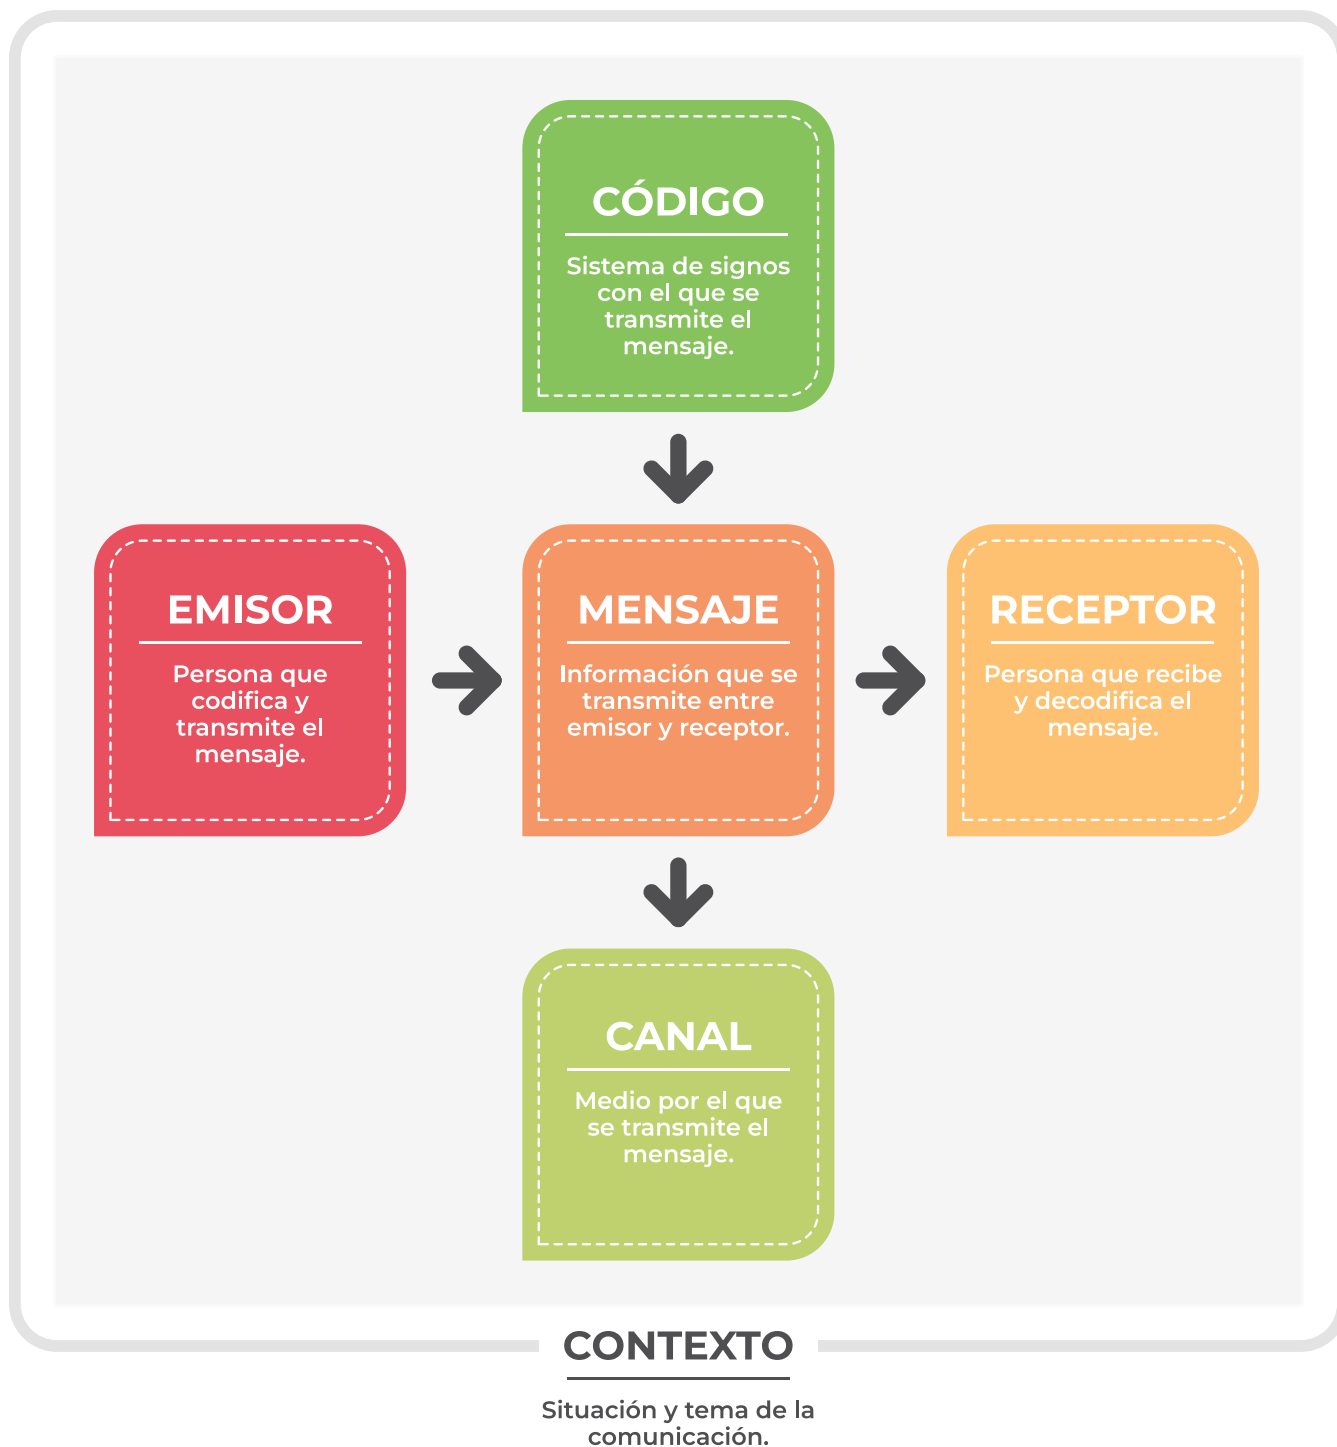 CÓDIGO
Sistema de signos
con el que se
transmite el
mensaje.
EMISOR
Persona que
codifica y
transmite el
mensaje.
MENSAJE
Información que se
transmite entre
emisor y receptor.
RECEPTOR
Persona que recibe
y decodifica el
mensaje.
CANAL
Medio por el que
se transmite el
mensaje.
CONTEXTO
Situación y tema de la
comunicación.